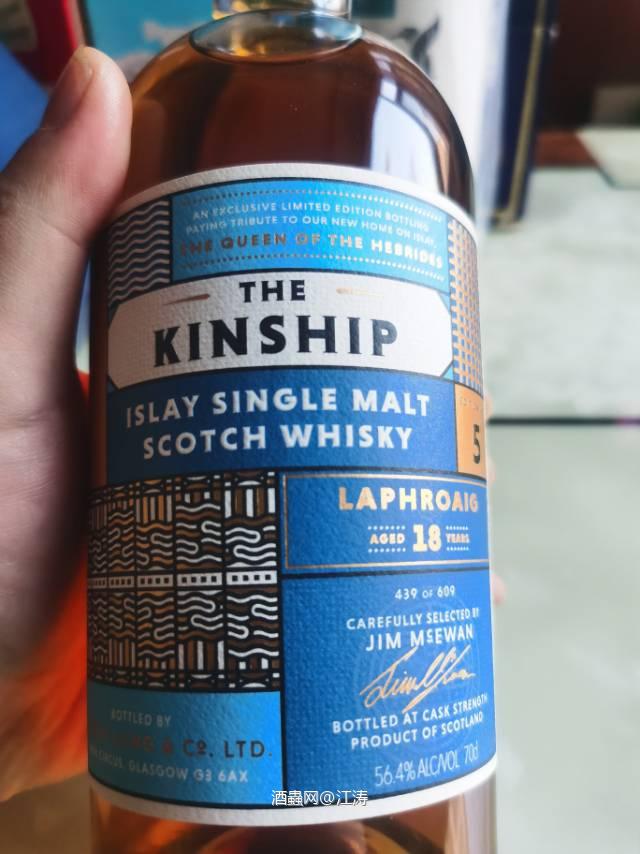 AN EXCLUSIVE LIMITED EDITION BOTTLING
PAYING TRIBUTE TO OUR NEW HOME ON ISLAY,
THE QUEEN OF THE HEBRIDES
THE
KINSHIP
ISLAY SINGLE MALT
SCOTCH WHISKY
5
LAPHROAIG
AGED 18 YEARS
439 OF 609
CAREFULLY SELECTED BY
JIM McEWAN
BOTTLED AT CASK STRENGTH
PRODUCT OF SCOTLAND
56.4% ALC/VOL 70cl
BOTTLED BY
& Co. LTD.
CIRCUS, GLASGOW G3 6AX
酒蟲网@江涛